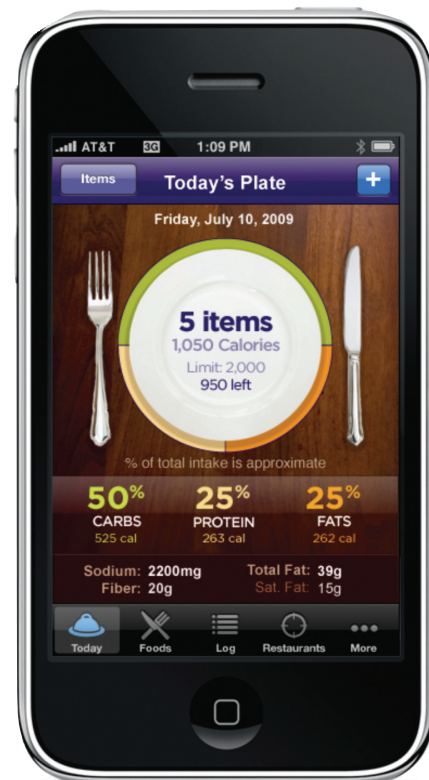 AT&T 3G 1:09 PM
Items Today's Plate +
Friday, July 10, 2009
5 items
1,050 Calories
Limit: 2,000
950 left
% of total intake is approximate
50% 25% 25%
CARBS PROTEIN FATS
525 cal 263 cal 262 cal
Sodium: 2200mg Total Fat: 39g
Fiber: 20g Sat. Fat: 15g
Today Foods Log Restaurants More